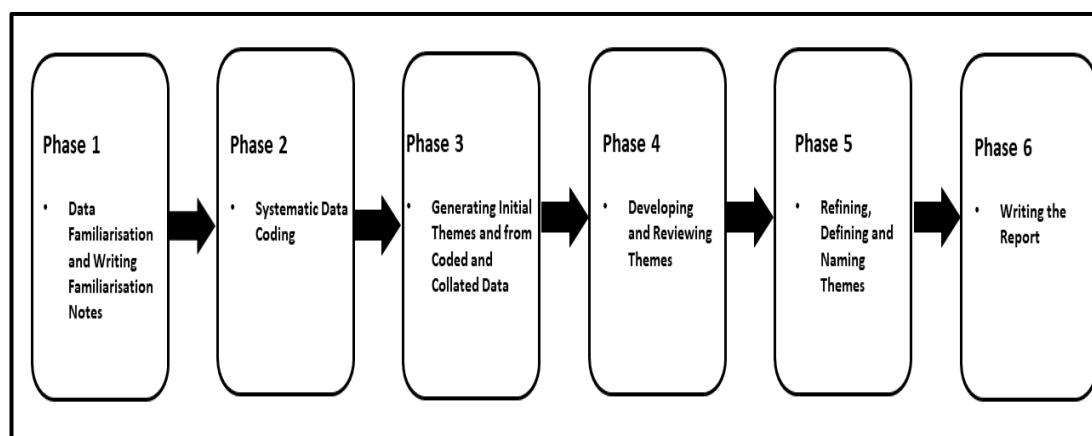 Phase 1
• Data
Familiarisation
and Writing
Familiarisation
Notes
Phase 2
• Systematic Data
Coding
Phase 3
• Generating Initial
Themes and from
Coded and
Collated Data
Phase 4
• Developing
and Reviewing
Themes
Phase 5
• Refining,
Defining and
Naming
Themes
Phase 6
• Writing the
Report